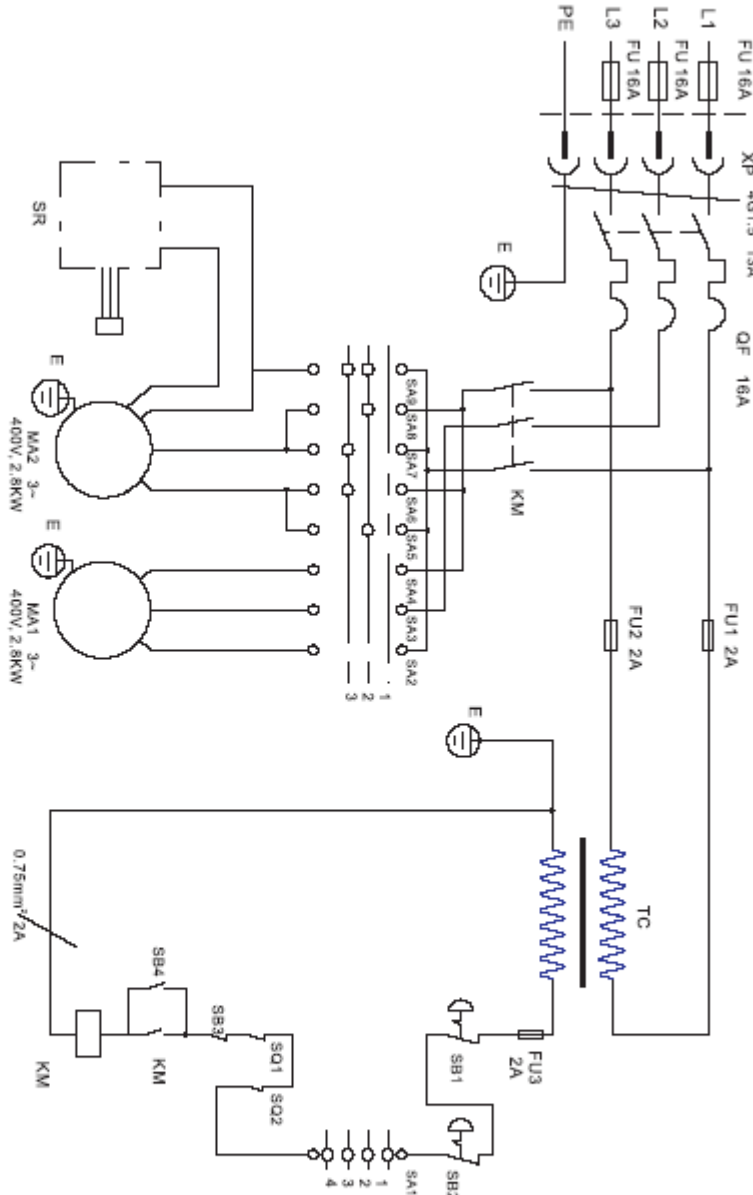 L1
FU 16A
L2
FU 16A
L3
FU 16A
PE
XP
QF 16A
E
KM
FU1 2A
FU2 2A
TC
FU3
2A
SB1
SB2
E
SA9
SA8
SA7
SA6
SA5
SA4
SA3
SA2
1
2
3
SA1
1
2
3
4
SR
E
MA2 3~
400V, 2.8KW
E
MA1 3~
400V, 2.8KW
0.75mm² 2A
SB4
SB3
SQ1
SQ2
KM
KM